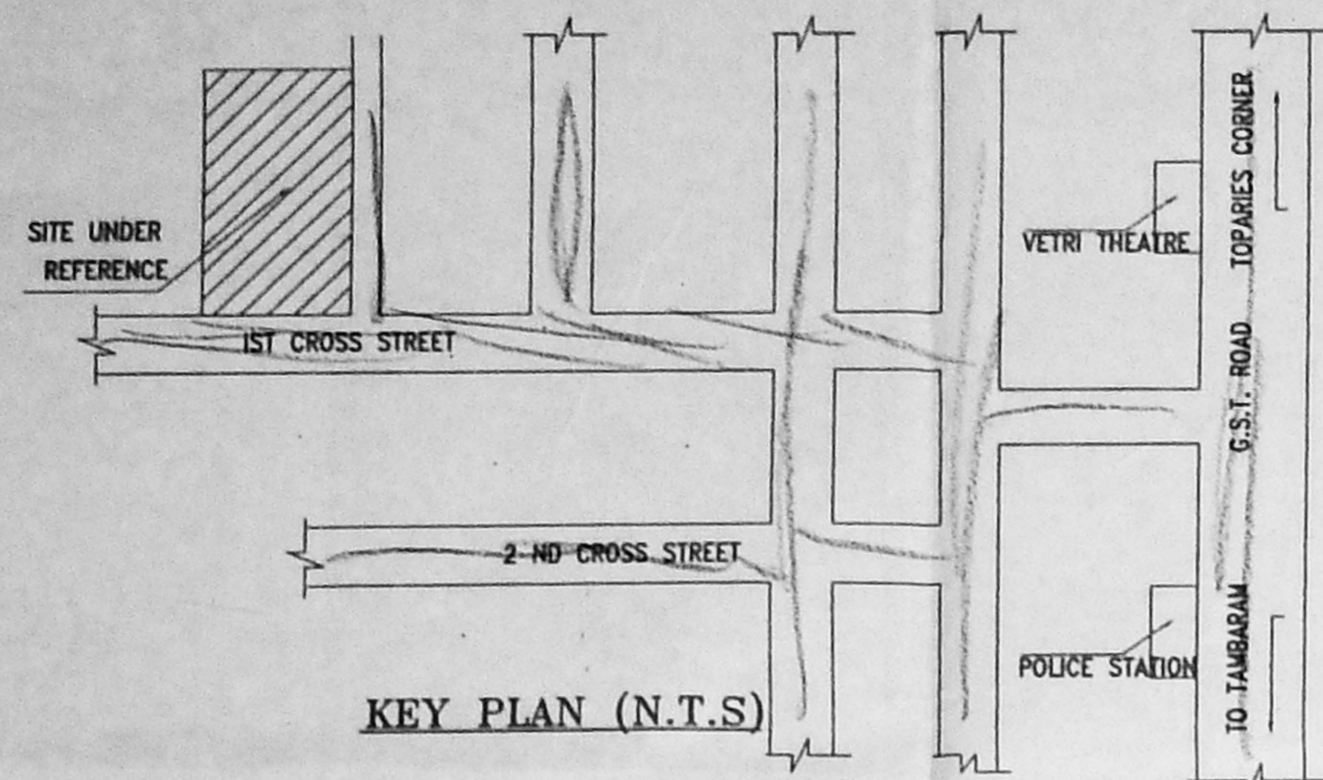 SITE UNDER
REFERENCE
1ST CROSS STREET
2-ND CROSS STREET
VETRI THEATRE
POLICE STATION
TO TAMBARAM G.S.T. ROAD TOPARIES CORNER
KEY PLAN (N.T.S)